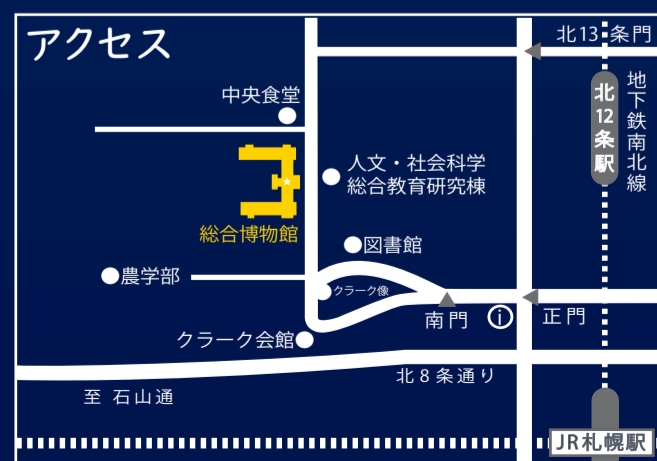 アクセス
北13条門
中央食堂
北12条駅
地下鉄南北線
人文・社会科学
総合教育研究棟
総合博物館
図書館
農学部
クラーク像
南門
i
正門
クラーク会館
北8条通り
至 石山通
JR札幌駅